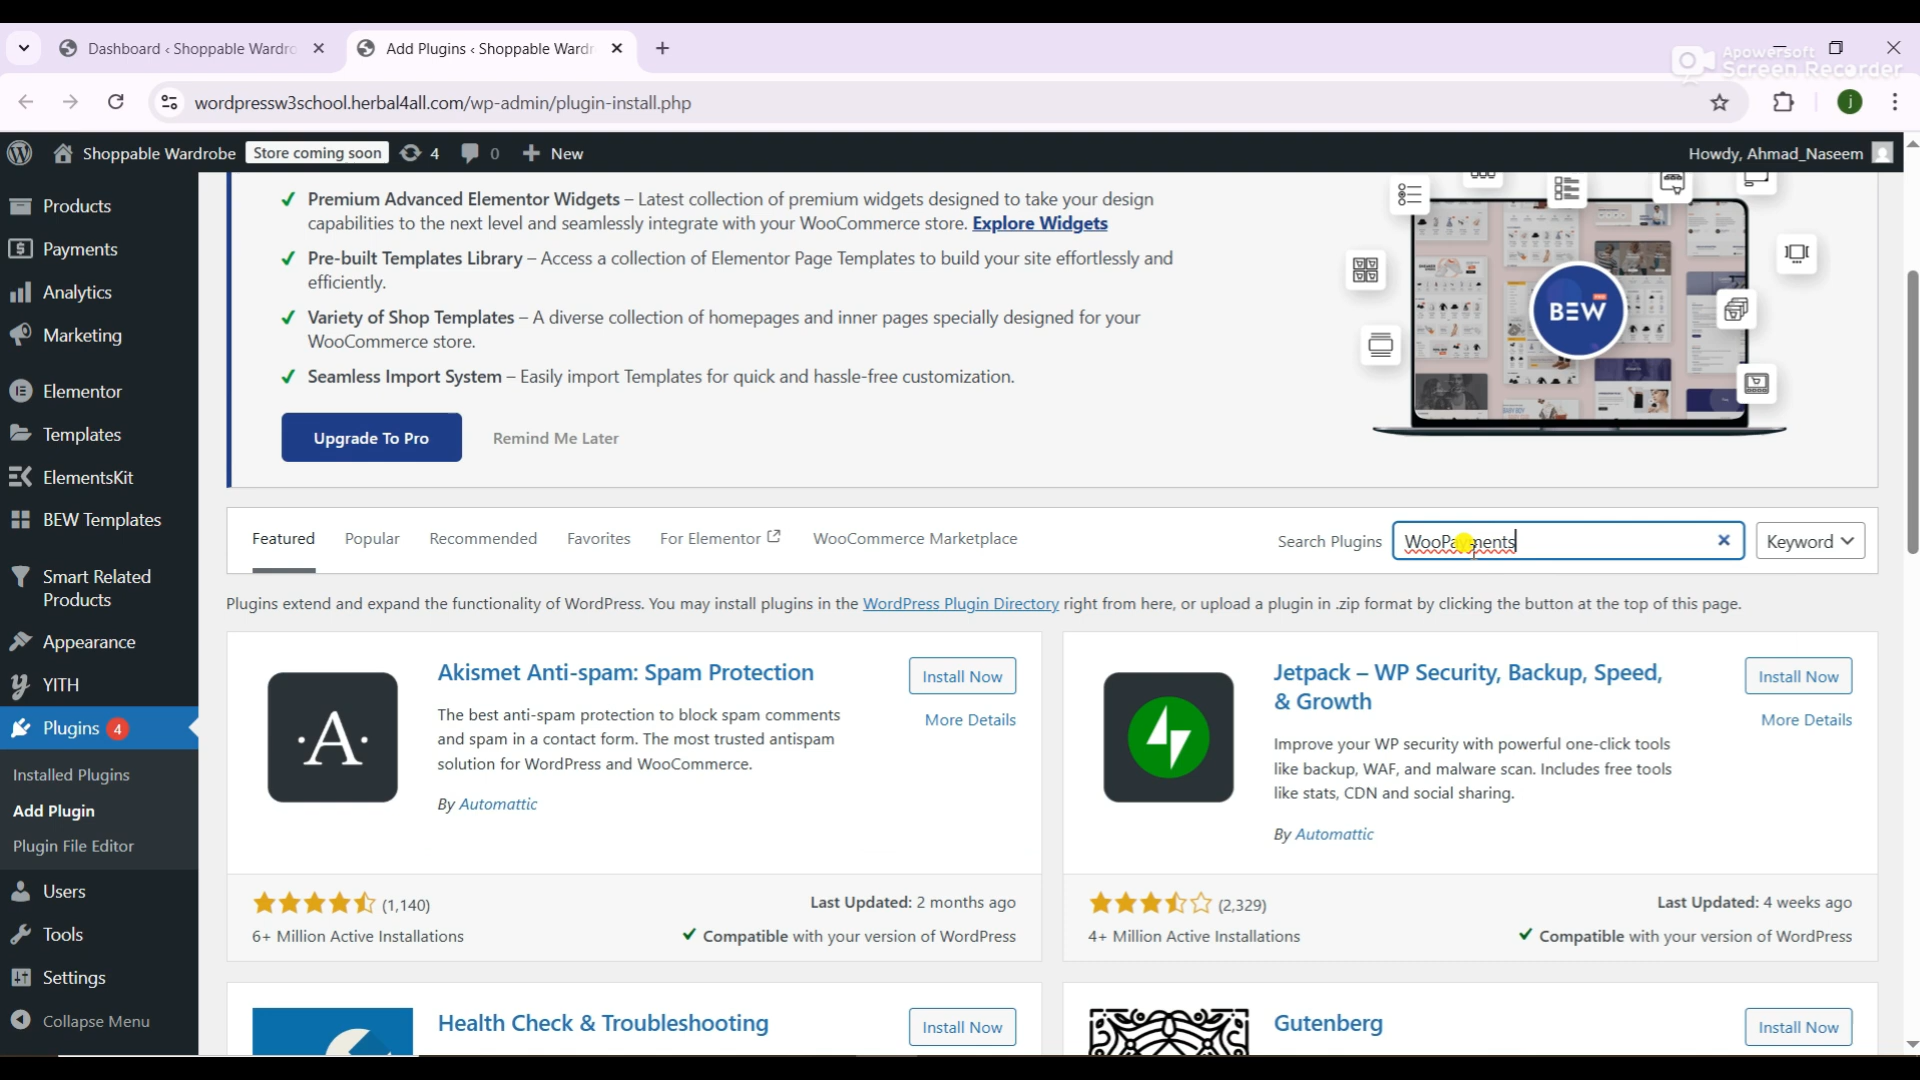 Dashboard ‹ Shoppable Wardro
Add Plugins ‹ Shoppable Wardr
Apowersoft
Screen Recorder
wordpressw3school.herbal4all.com/wp-admin/plugin-install.php
j
Shoppable Wardrobe
Store coming soon
4
0
New
Howdy, Ahmad_Naseem
Products
Payments
Analytics
Marketing
Elementor
Templates
ElementsKit
BEW Templates
Smart Related
Products
Appearance
YITH
Plugins 4
Installed Plugins
Add Plugin
Plugin File Editor
Users
Tools
Settings
Collapse Menu
Premium Advanced Elementor Widgets – Latest collection of premium widgets designed to take your design
capabilities to the next level and seamlessly integrate with your WooCommerce store. Explore Widgets
Pre-built Templates Library – Access a collection of Elementor Page Templates to build your site effortlessly and
efficiently.
Variety of Shop Templates – A diverse collection of homepages and inner pages specially designed for your
WooCommerce store.
Seamless Import System – Easily import Templates for quick and hassle-free customization.
Upgrade To Pro
Remind Me Later
BEW
Featured
Popular
Recommended
Favorites
For Elementor
WooCommerce Marketplace
Search Plugins
WooPayments
Keyword
Plugins extend and expand the functionality of WordPress. You may install plugins in the WordPress Plugin Directory right from here, or upload a plugin in .zip format by clicking the button at the top of this page.
·A·
Akismet Anti-spam: Spam Protection
Install Now
More Details
The best anti-spam protection to block spam comments
and spam in a contact form. The most trusted antispam
solution for WordPress and WooCommerce.
By Automattic
(1,140)
Last Updated: 2 months ago
6+ Million Active Installations
Compatible with your version of WordPress
Jetpack – WP Security, Backup, Speed,
& Growth
Install Now
More Details
Improve your WP security with powerful one-click tools
like backup, WAF, and malware scan. Includes free tools
like stats, CDN and social sharing.
By Automattic
(2,329)
Last Updated: 4 weeks ago
4+ Million Active Installations
Compatible with your version of WordPress
Health Check & Troubleshooting
Install Now
Gutenberg
Install Now